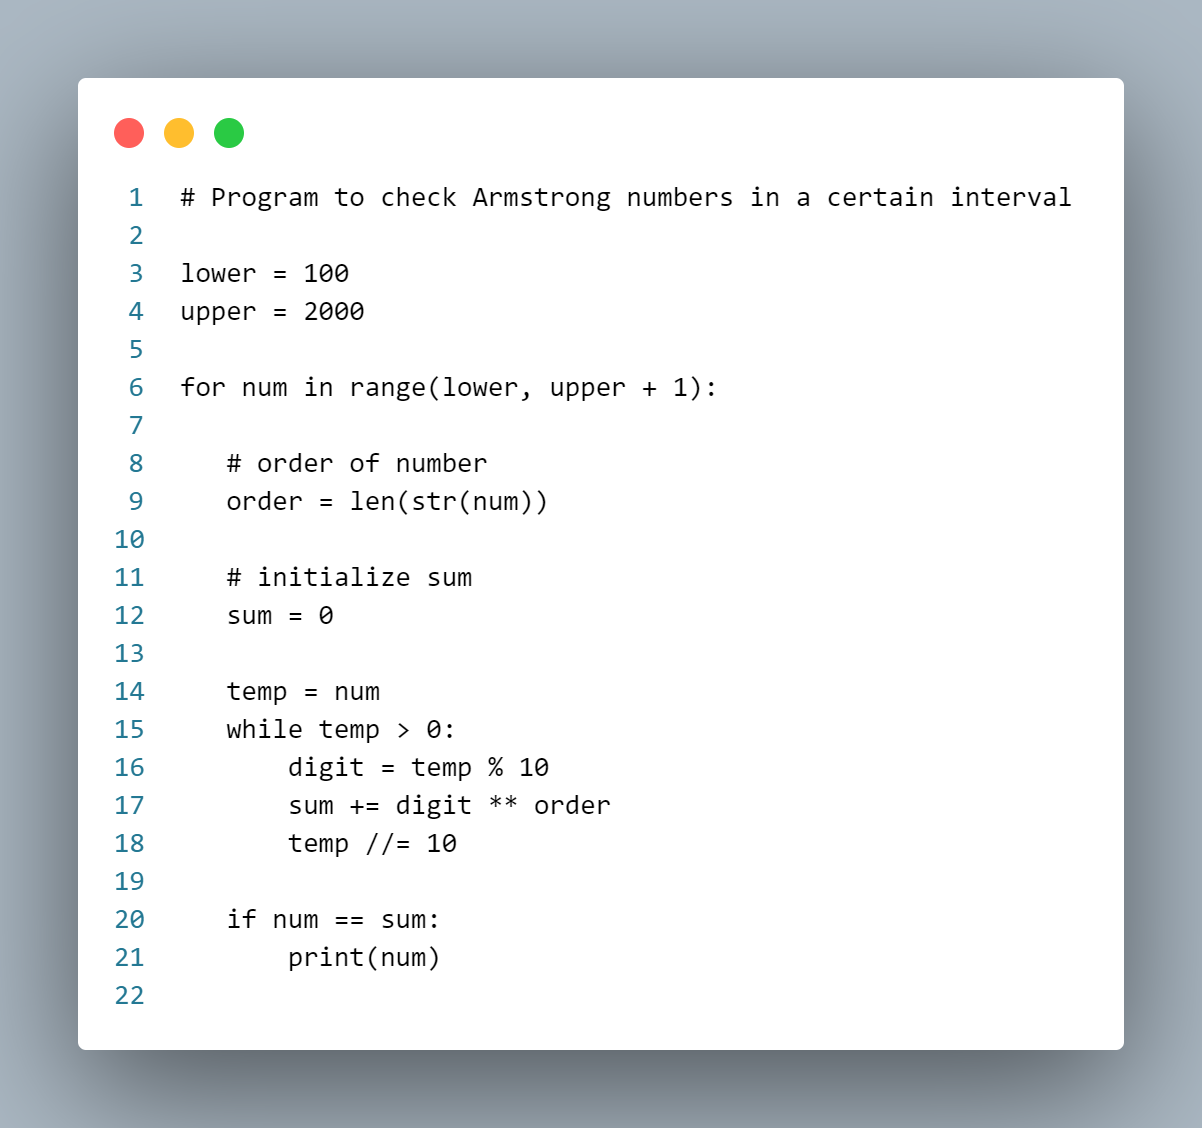 1 # Program to check Armstrong numbers in a certain interval
2
3 lower = 100
4 upper = 2000
5
6 for num in range(lower, upper + 1):
7
8    # order of number
9    order = len(str(num))
10
11    # initialize sum
12    sum = 0
13
14    temp = num
15    while temp > 0:
16        digit = temp % 10
17        sum += digit ** order
18        temp //= 10
19
20    if num == sum:
21        print(num)
22